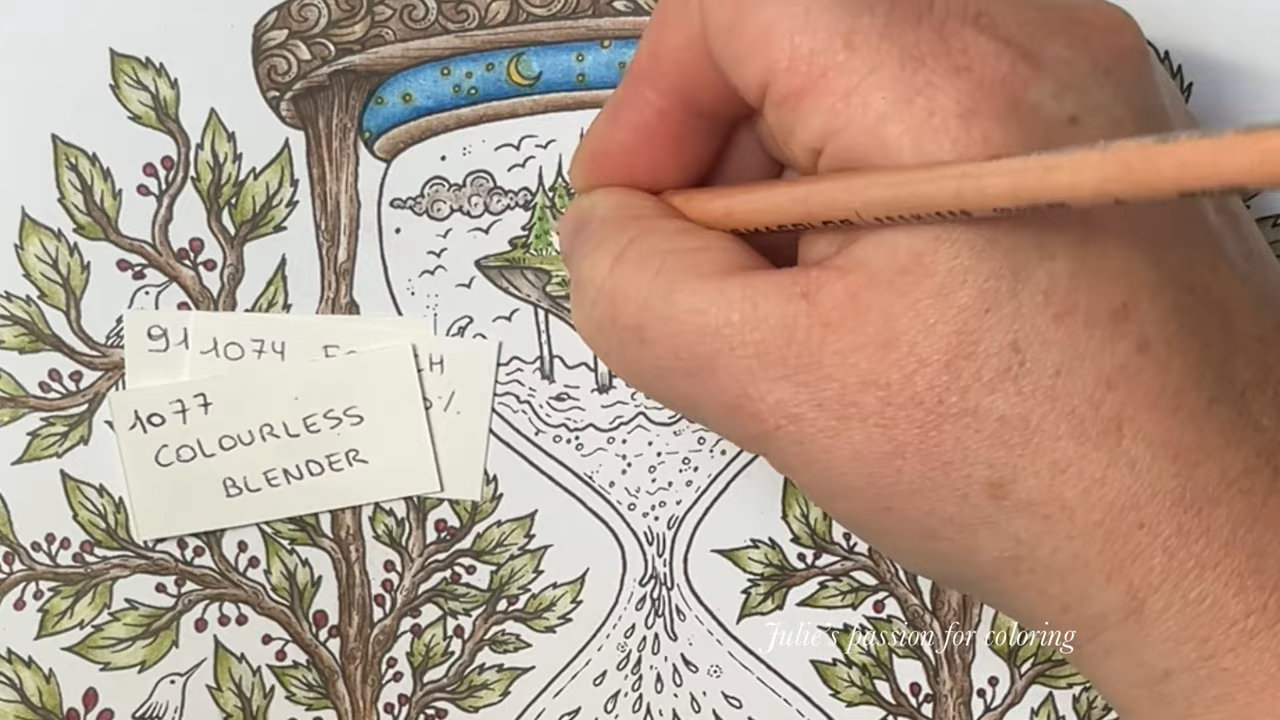 91
1074
1077
COLOURLESS
BLENDER
Julie's passion for coloring